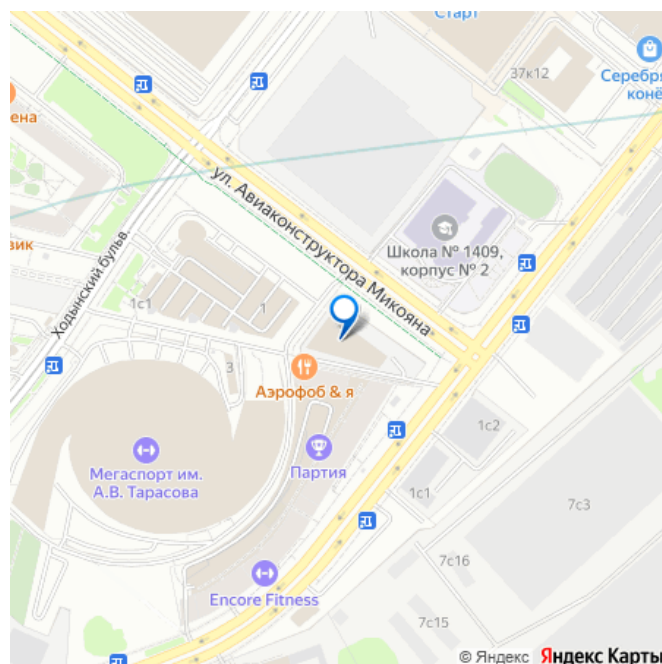 Старт
37к12
Серебря
конё
ена
ул. Авиаконструктора Микояна
Школа № 1409,
корпус № 2
вик
Ходынский бульв.
1с1
1
3
Аэрофоб & я
1с2
Мегаспорт им.
А.В. Тарасова
Партия
1с1
7с3
7с16
Encore Fitness
7с15
© Яндекс Яндекс Карты